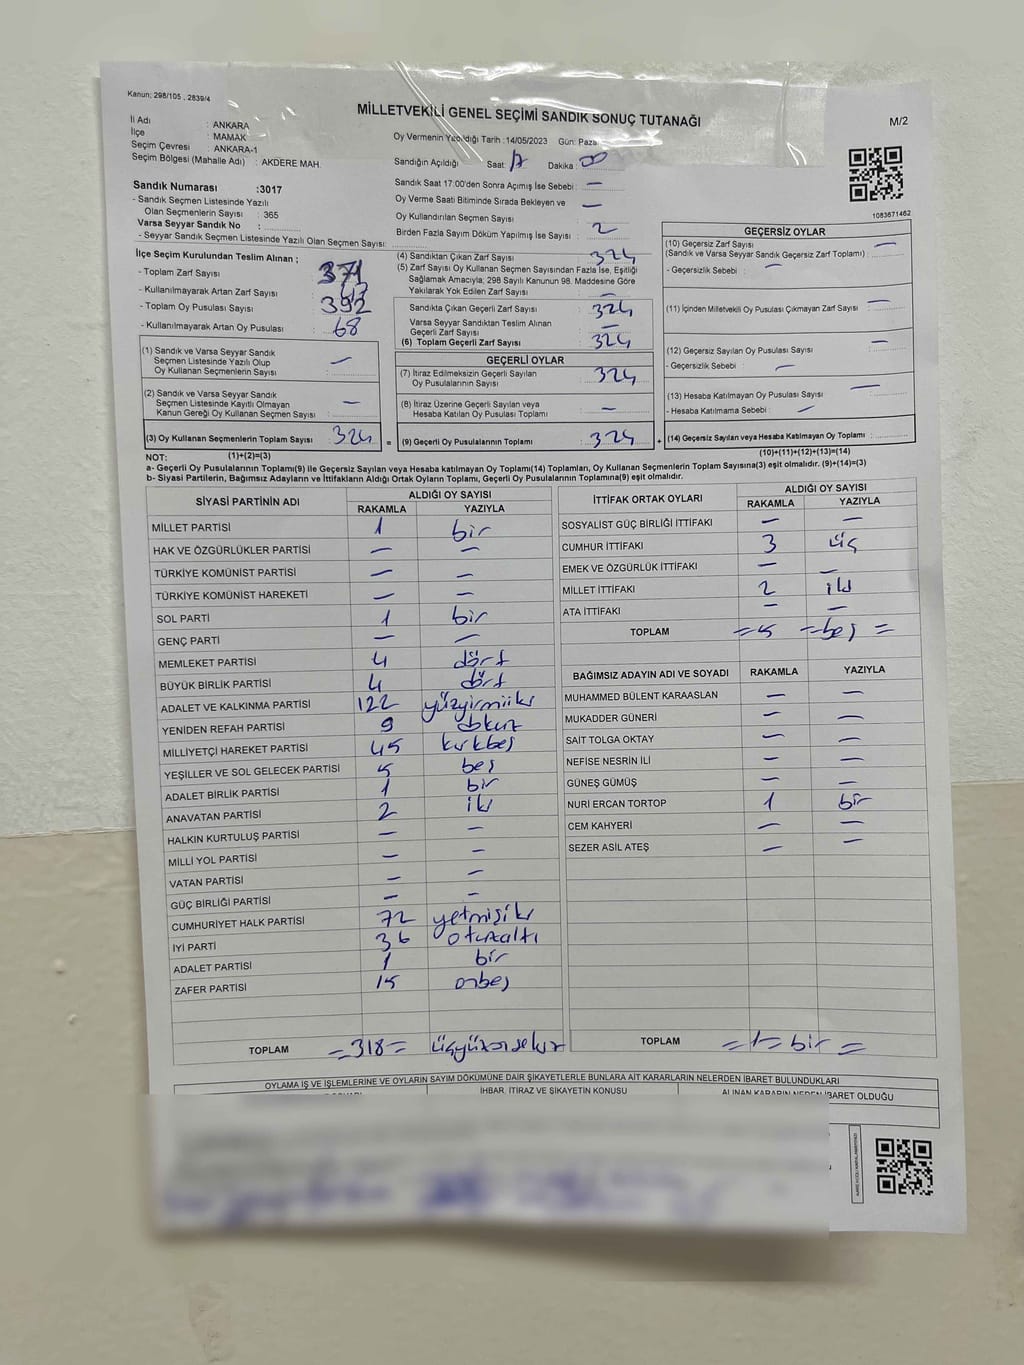 Kanun; 298/105 , 2839/4
MİLLETVEKİLİ GENEL SEÇİMİ SANDIK SONUÇ TUTANAĞI
M/2
İl Adı : ANKARA
İlçe : MAMAK
Seçim Çevresi : ANKARA-1
Seçim Bölgesi (Mahalle Adı) : AKDERE MAH.
Oy Vermenin Yapıldığı Tarih :14/05/2023 Gün: Pazar
Sandığın Açıldığı Saat: 17 Dakika: 00
Sandık Saat 17:00'den Sonra Açımış İse Sebebi : —
Oy Verme Saati Bitiminde Sırada Bekleyen ve
Oy Kullandırılan Seçmen Sayısı : —
Birden Fazla Sayım Döküm Yapılmış İse Sayısı : 2
Sandık Numarası :3017
- Sandık Seçmen Listesinde Yazılı
Olan Seçmenlerin Sayısı : 365
Varsa Seyyar Sandık No :
- Seyyar Sandık Seçmen Listesinde Yazılı Olan Seçmen Sayısı:
1083671462
İlçe Seçim Kurulundan Teslim Alınan ;
- Toplam Zarf Sayısı : 371
- Kullanılmayarak Artan Zarf Sayısı :
- Toplam Oy Pusulası Sayısı : 392
- Kullanılmayarak Artan Oy Pusulası : 68
(1) Sandık ve Varsa Seyyar Sandık
Seçmen Listesinde Yazılı Olup
Oy Kullanan Seçmenlerin Sayısı : —
(2) Sandık ve Varsa Seyyar Sandık
Seçmen Listesinde Kayıtlı Olmayan
Kanun Gereği Oy Kullanan Seçmen Sayısı : —
(3) Oy Kullanan Seçmenlerin Toplam Sayısı : 324 =
(4) Sandıktan Çıkan Zarf Sayısı : 324
(5) Zarf Sayısı Oy Kullanan Seçmen Sayısından Fazla İse, Eşitliği
Sağlamak Amacıyla; 298 Sayılı Kanunun 98. Maddesine Göre
Yakılarak Yok Edilen Zarf Sayısı : —
Sandıkta Çıkan Geçerli Zarf Sayısı : 324
Varsa Seyyar Sandıktan Teslim Alınan
Geçerli Zarf Sayısı : —
(6) Toplam Geçerli Zarf Sayısı : 324
GEÇERLİ OYLAR
(7) İtiraz Edilmeksizin Geçerli Sayılan
Oy Pusulalarının Sayısı : 324
(8) İtiraz Üzerine Geçerli Sayılan veya
Hesaba Katılan Oy Pusulası Toplamı : —
(9) Geçerli Oy Pusulalarının Toplamı : 324 +
GEÇERSİZ OYLAR
(10) Geçersiz Zarf Sayısı
(Sandık ve Varsa Seyyar Sandık Geçersiz Zarf Toplamı) : —
- Geçersizlik Sebebi : —
(11) İçinden Milletvekili Oy Pusulası Çıkmayan Zarf Sayısı : —
(12) Geçersiz Sayılan Oy Pusulası Sayısı : —
- Geçersizlik Sebebi : —
(13) Hesaba Katılmayan Oy Pusulası Sayısı : —
- Hesaba Katılmama Sebebi : —
(14) Geçersiz Sayılan veya Hesaba Katılmayan Oy Toplamı :
NOT: (1)+(2)=(3)
(10)+(11)+(12)+(13)=(14)
a- Geçerli Oy Pusulalarının Toplamı(9) ile Geçersiz Sayılan veya Hesaba katılmayan Oy Toplamı(14) Toplamları, Oy Kullanan Seçmenlerin Toplam Sayısına(3) eşit olmalıdır. (9)+(14)=(3)
b- Siyasi Partilerin, Bağımsız Adayların ve İttifakların Aldığı Ortak Oyların Toplamı, Geçerli Oy Pusulalarının Toplamına(9) eşit olmalıdır.
SİYASİ PARTİNİN ADI ALDIĞI OY SAYISI
RAKAMLA YAZIYLA
MİLLET PARTİSİ 1 bir
HAK VE ÖZGÜRLÜKLER PARTİSİ — —
TÜRKİYE KOMÜNİST PARTİSİ — —
TÜRKİYE KOMÜNİST HAREKETİ — —
SOL PARTİ 1 bir
GENÇ PARTİ — —
MEMLEKET PARTİSİ 4 dört
BÜYÜK BİRLİK PARTİSİ 4 dört
ADALET VE KALKINMA PARTİSİ 122 yüzyirmiiki
YENİDEN REFAH PARTİSİ 9 dokuz
MİLLİYETÇİ HAREKET PARTİSİ 45 kırkbeş
YEŞİLLER VE SOL GELECEK PARTİSİ 5 beş
ADALET BİRLİK PARTİSİ 1 bir
ANAVATAN PARTİSİ 2 iki
HALKIN KURTULUŞ PARTİSİ — —
MİLLİ YOL PARTİSİ — —
VATAN PARTİSİ — —
GÜÇ BİRLİĞİ PARTİSİ — —
CUMHURİYET HALK PARTİSİ 72 yetmişiki
İYİ PARTİ 36 otuzaltı
ADALET PARTİSİ 1 bir
ZAFER PARTİSİ 15 onbeş
TOPLAM =318= üçyüzonsekiz
İTTİFAK ORTAK OYLARI ALDIĞI OY SAYISI
RAKAMLA YAZIYLA
SOSYALİST GÜÇ BİRLİĞİ İTTİFAKI — —
CUMHUR İTTİFAKI 3 üç
EMEK VE ÖZGÜRLÜK İTTİFAKI — —
MİLLET İTTİFAKI 2 iki
ATA İTTİFAKI — —
TOPLAM =5 =beş=
BAĞIMSIZ ADAYIN ADI VE SOYADI RAKAMLA YAZIYLA
MUHAMMED BÜLENT KARAASLAN — —
MUKADDER GÜNERİ — —
SAİT TOLGA OKTAY — —
NEFİSE NESRİN İLİ — —
GÜNEŞ GÜMÜŞ — —
NURİ ERCAN TORTOP 1 bir
CEM KAHYERİ — —
SEZER ASİL ATEŞ — —
TOPLAM =1= bir =
OYLAMA İŞ VE İŞLEMLERİNE VE OYLARIN SAYIM DÖKÜMÜNE DAİR ŞİKAYETLERLE BUNLARA AİT KARARLARIN NELERDEN İBARET BULUNDUKLARI
İHBAR, İTİRAZ VE ŞİKAYETİN KONUSU
ALINAN KARARIN NEDEN İBARET OLDUĞU